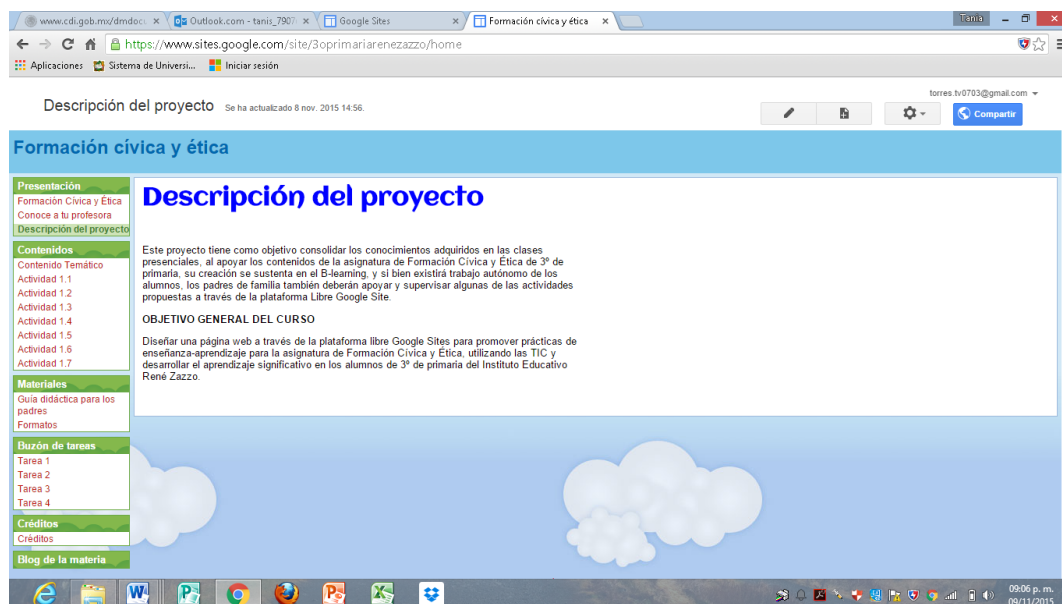 www.cdi.gob.mx/dmdoc
Outlook.com - tanis_7907
Google Sites
Formación cívica y ética
Tania
https://www.sites.google.com/site/3oprimariarenezazzo/home
Aplicaciones
Sistema de Universi...
Iniciar sesión
torres.tv0703@gmail.com
Descripción del proyecto
Se ha actualizado 8 nov. 2015 14:56.
Compartir
Formación cívica y ética
Presentación
Formación Cívica y Ética
Conoce a tu profesora
Descripción del proyecto
Contenidos
Contenido Temático
Actividad 1.1
Actividad 1.2
Actividad 1.3
Actividad 1.4
Actividad 1.5
Actividad 1.6
Actividad 1.7
Materiales
Guía didáctica para los
padres
Formatos
Buzón de tareas
Tarea 1
Tarea 2
Tarea 3
Tarea 4
Créditos
Créditos
Blog de la materia
Descripción del proyecto
Este proyecto tiene como objetivo consolidar los conocimientos adquiridos en las clases
presenciales, al apoyar los contenidos de la asignatura de Formación Cívica y Ética de 3º de
primaria, su creación se sustenta en el B-learning, y si bien existirá trabajo autónomo de los
alumnos, los padres de familia también deberán apoyar y supervisar algunas de las actividades
propuestas a través de la plataforma Libre Google Site.
OBJETIVO GENERAL DEL CURSO
Diseñar una página web a través de la plataforma libre Google Sites para promover prácticas de
enseñanza-aprendizaje para la asignatura de Formación Cívica y Ética, utilizando las TIC y
desarrollar el aprendizaje significativo en los alumnos de 3º de primaria del Instituto Educativo
René Zazzo.
09:06 p. m.
09/11/2015